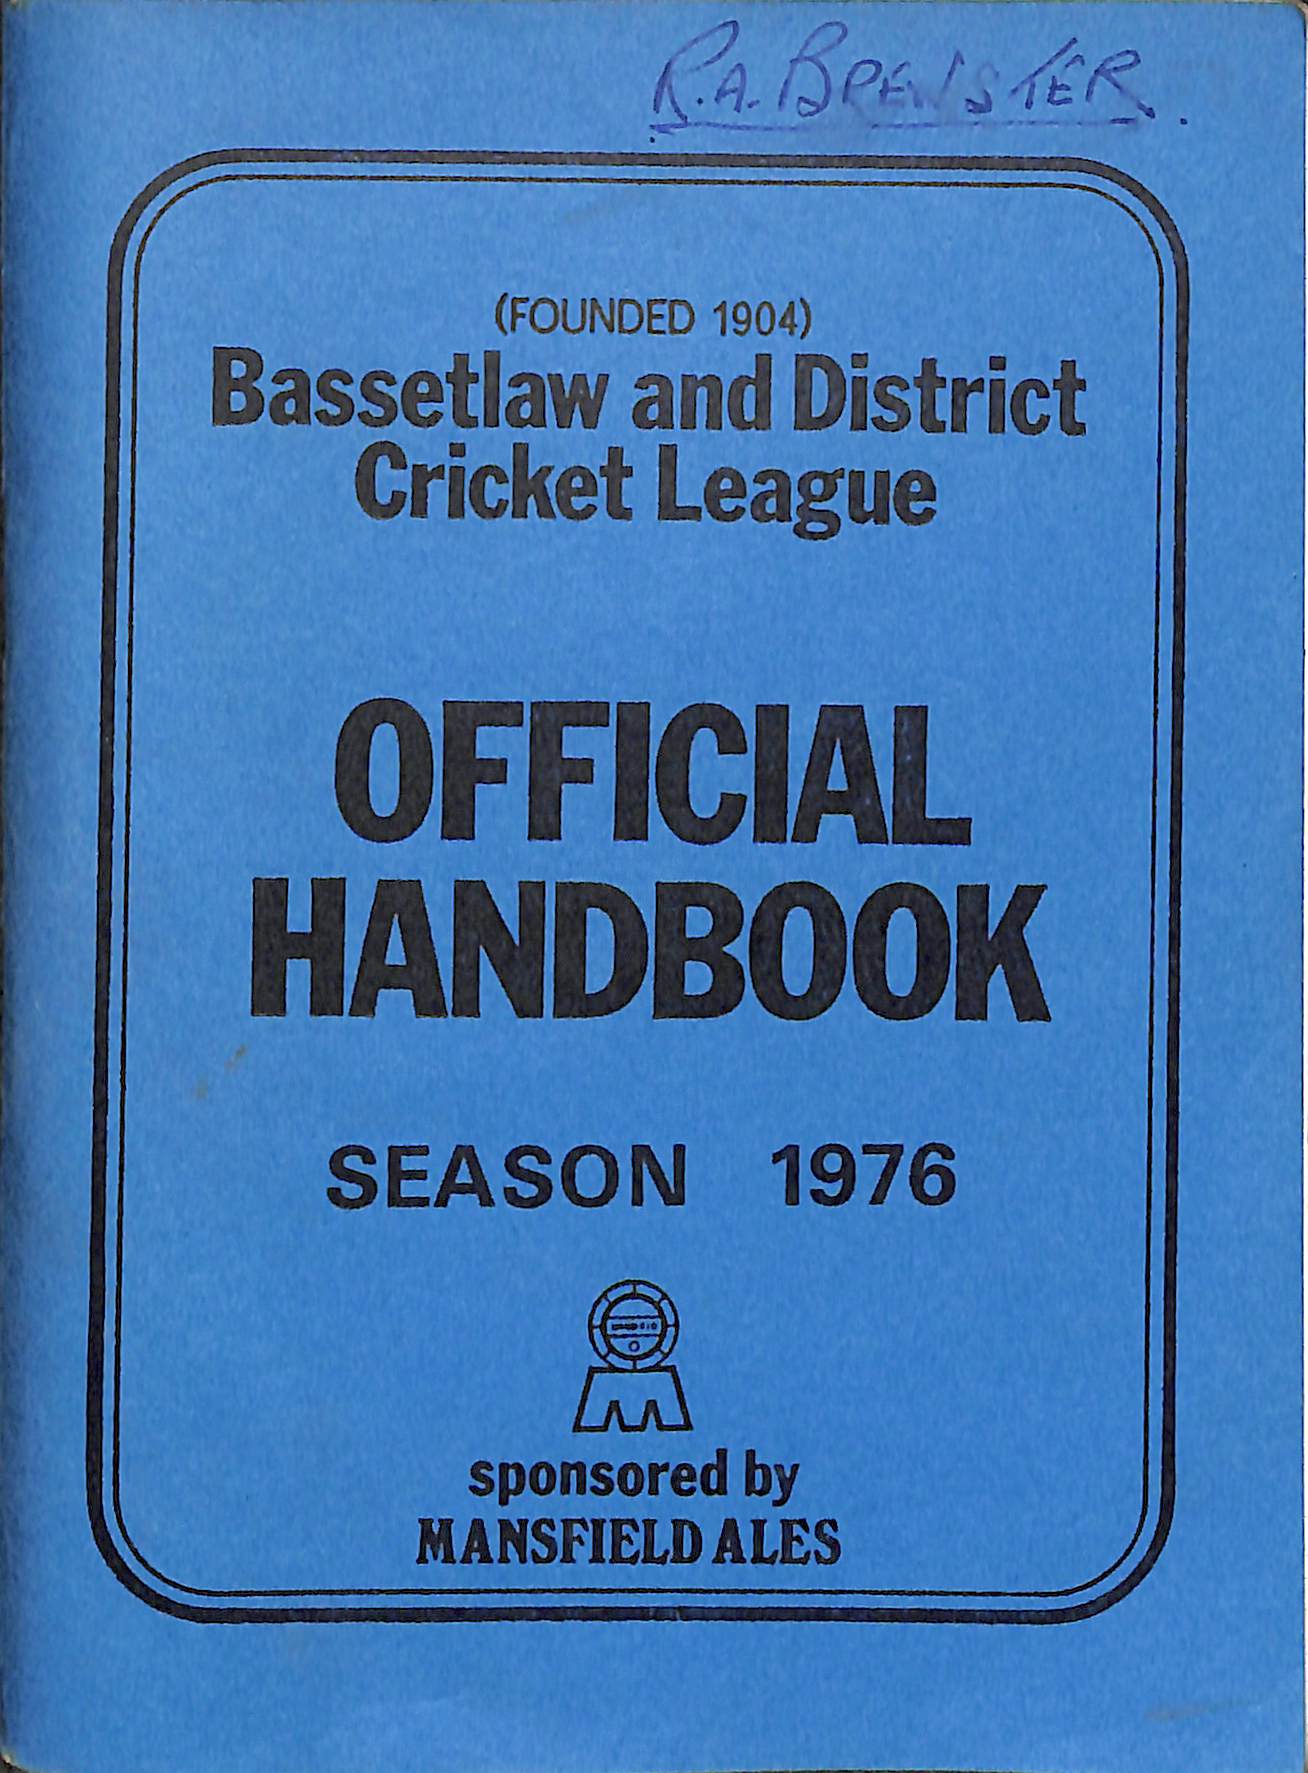 R.A. BREWSTER.
(FOUNDED 1904)
Bassetlaw and District
Cricket League
OFFICIAL
HANDBOOK
SEASON 1976
sponsored by
MANSFIELD ALES